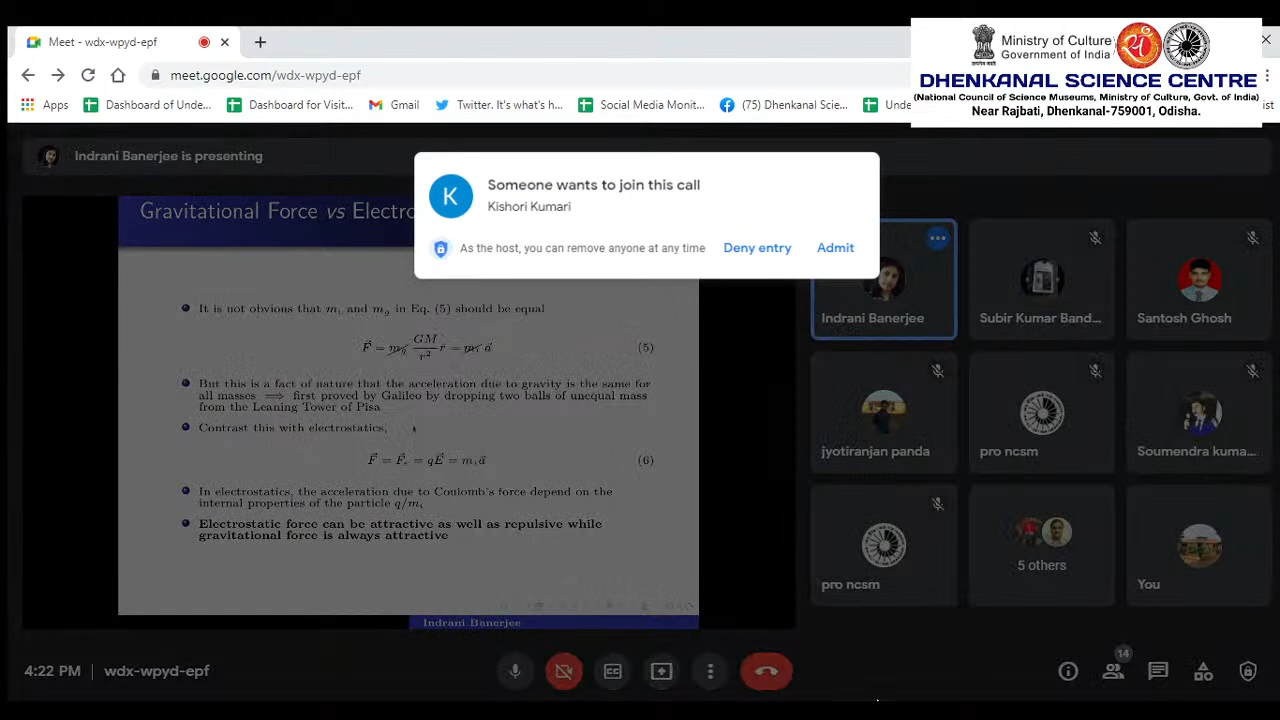 Meet - wdx-wpyd-epf
meet.google.com/wdx-wpyd-epf
Apps
Dashboard of Unde...
Dashboard for Visit...
Gmail
Twitter. It's what's h...
Social Media Monit...
(75) Dhenkanal Scie...
Ministry of Culture
Government of India
DHENKANAL SCIENCE CENTRE
(National Council of Science Museums, Ministry of Culture, Govt. of India)
Near Rajbati, Dhenkanal-759001, Odisha.
Indrani Banerjee is presenting
K
Someone wants to join this call
Kishori Kumari
As the host, you can remove anyone at any time
Deny entry
Admit
Gravitational Force vs Electro
It is not obvious that mᵢ and m_g in Eq. (5) should be equal
F⃗ = m_g GM/r² r̂ = mᵢ a⃗ (5)
But this is a fact of nature that the acceleration due to gravity is the same for
all masses ⟹ first proved by Galileo by dropping two balls of unequal mass
from the Leaning Tower of Pisa
Contrast this with electrostatics,
F⃗ = F⃗ₑ = qE⃗ = mᵢa⃗ (6)
In electrostatics, the acceleration due to Coulomb's force depend on the
internal properties of the particle q/mᵢ
Electrostatic force can be attractive as well as repulsive while
gravitational force is always attractive
Indrani Banerjee
Indrani Banerjee
Subir Kumar Band...
Santosh Ghosh
jyotiranjan panda
pro ncsm
Soumendra kuma...
pro ncsm
5 others
You
4:22 PM | wdx-wpyd-epf
14